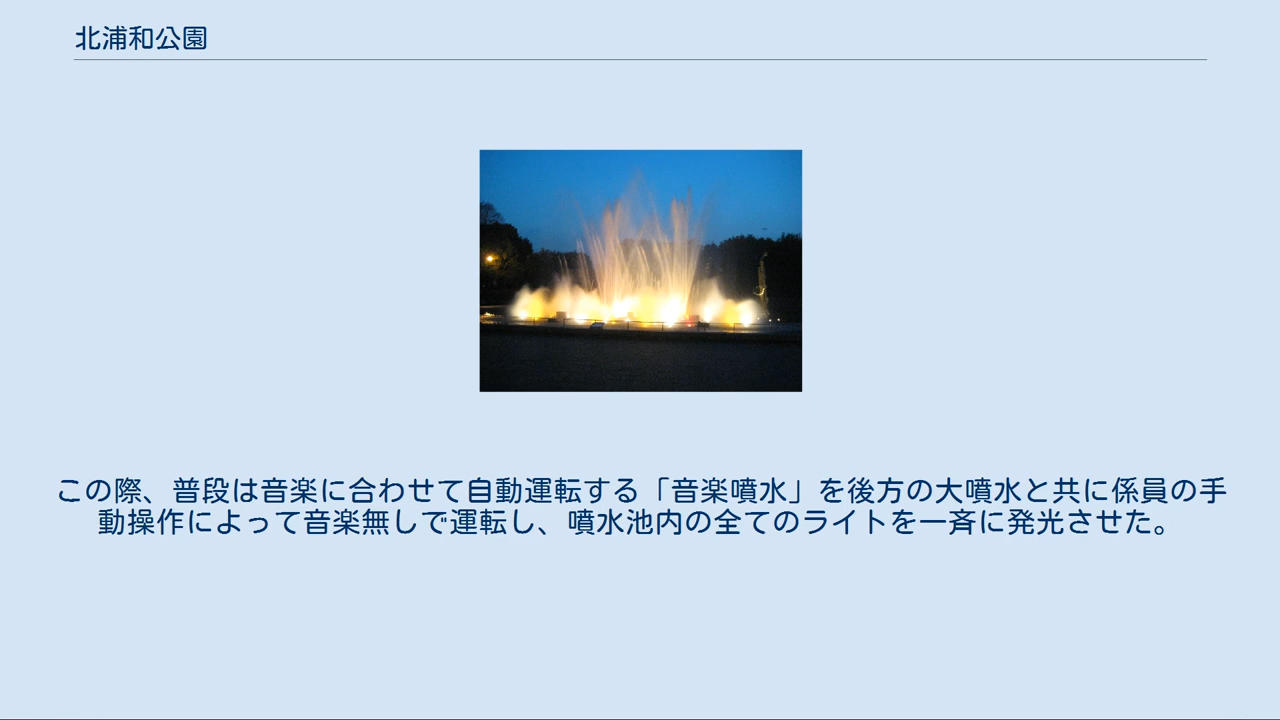 北浦和公園
この際、普段は音楽に合わせて自動運転する「音楽噴水」を後方の大噴水と共に係員の手
動操作によって音楽無しで運転し、噴水池内の全てのライトを一斉に発光させた。